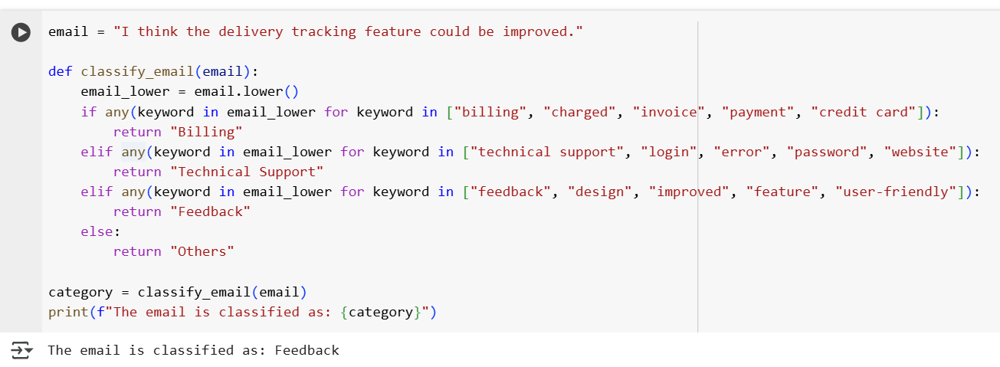 email = "I think the delivery tracking feature could be improved."

def classify_email(email):
    email_lower = email.lower()
    if any(keyword in email_lower for keyword in ["billing", "charged", "invoice", "payment", "credit card"]):
        return "Billing"
    elif any(keyword in email_lower for keyword in ["technical support", "login", "error", "password", "website"]):
        return "Technical Support"
    elif any(keyword in email_lower for keyword in ["feedback", "design", "improved", "feature", "user-friendly"]):
        return "Feedback"
    else:
        return "Others"

category = classify_email(email)
print(f"The email is classified as: {category}")
The email is classified as: Feedback